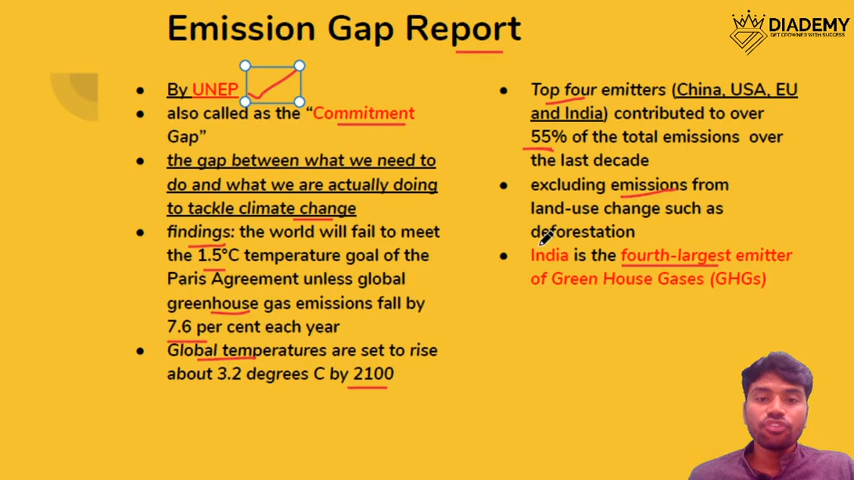 Emission Gap Report
DIADEMY
GET CROWNED WITH SUCCESS
● By UNEP
● also called as the “Commitment
Gap”
● the gap between what we need to
do and what we are actually doing
to tackle climate change
● findings: the world will fail to meet
the 1.5°C temperature goal of the
Paris Agreement unless global
greenhouse gas emissions fall by
7.6 per cent each year
● Global temperatures are set to rise
about 3.2 degrees C by 2100
● Top four emitters (China, USA, EU
and India) contributed to over
55% of the total emissions over
the last decade
● excluding emissions from
land-use change such as
deforestation
● India is the fourth-largest emitter
of Green House Gases (GHGs)